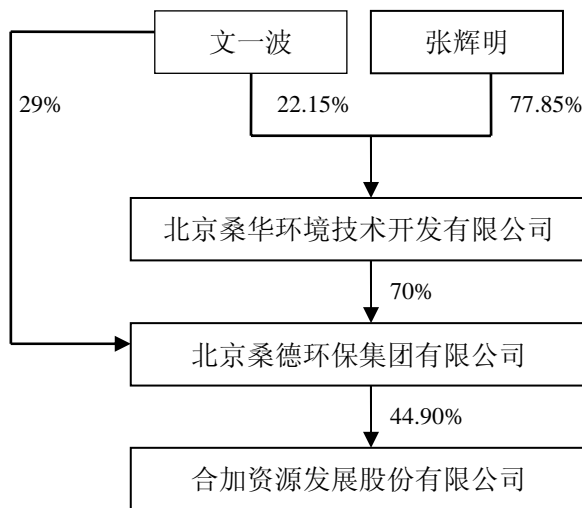 文一波
张辉明
29%
22.15%
77.85%
北京桑华环境技术开发有限公司
70%
北京桑德环保集团有限公司
44.90%
合加资源发展股份有限公司